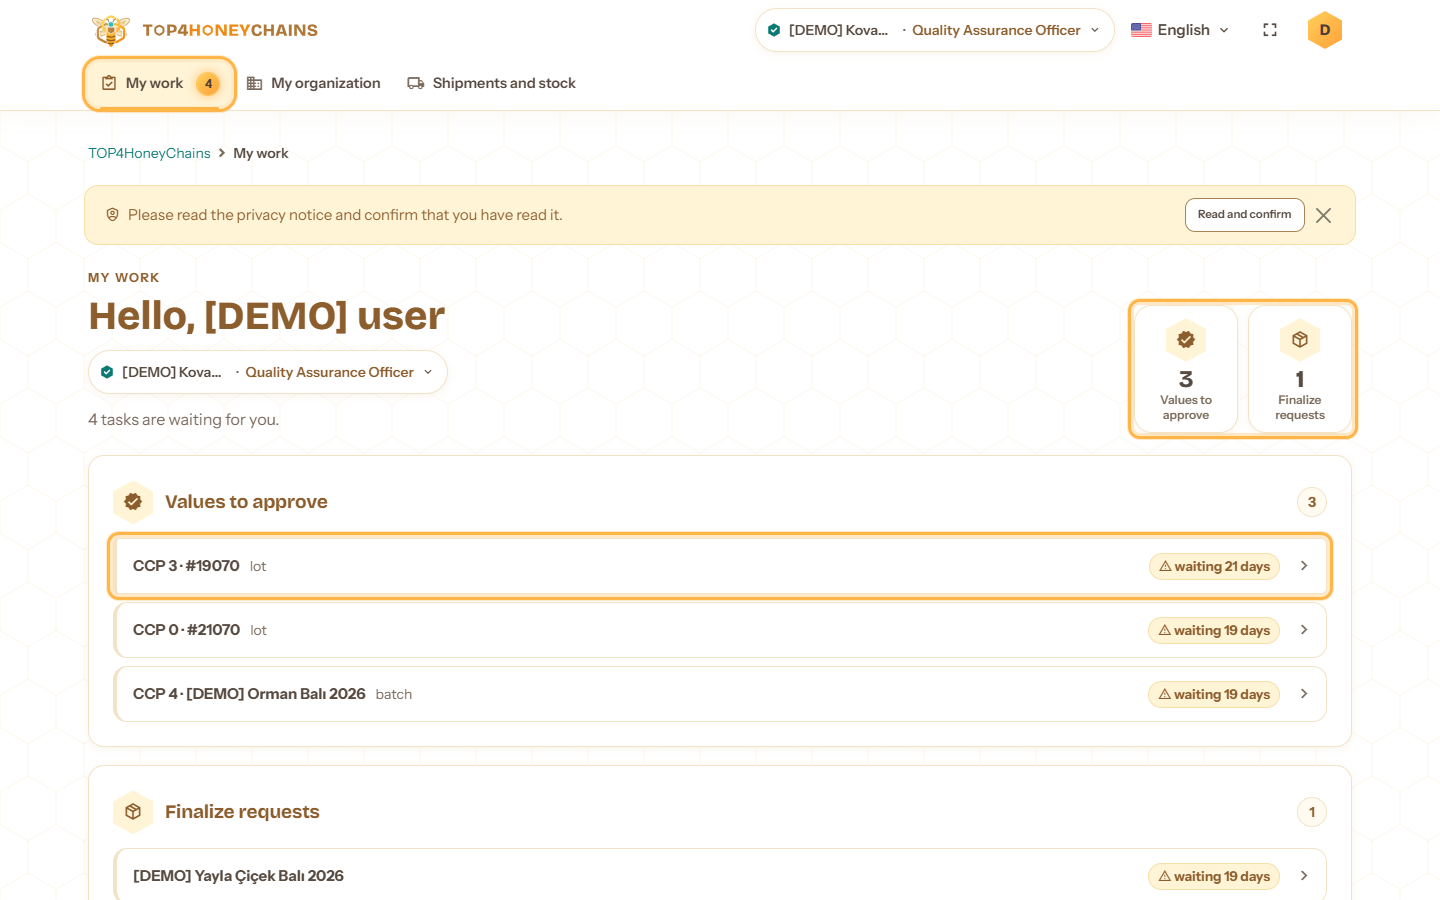 TOP4HONEYCHAINS
[DEMO] Kova... · Quality Assurance Officer
English
D
My work 4
My organization
Shipments and stock
TOP4HoneyChains > My work
Please read the privacy notice and confirm that you have read it.
Read and confirm
MY WORK
Hello, [DEMO] user
[DEMO] Kova... · Quality Assurance Officer
4 tasks are waiting for you.
3
Values to
approve
1
Finalize
requests
Values to approve
3
CCP 3 · #19070 lot
waiting 21 days
CCP 0 · #21070 lot
waiting 19 days
CCP 4 · [DEMO] Orman Balı 2026 batch
waiting 19 days
Finalize requests
1
[DEMO] Yayla Çiçek Balı 2026
waiting 19 days